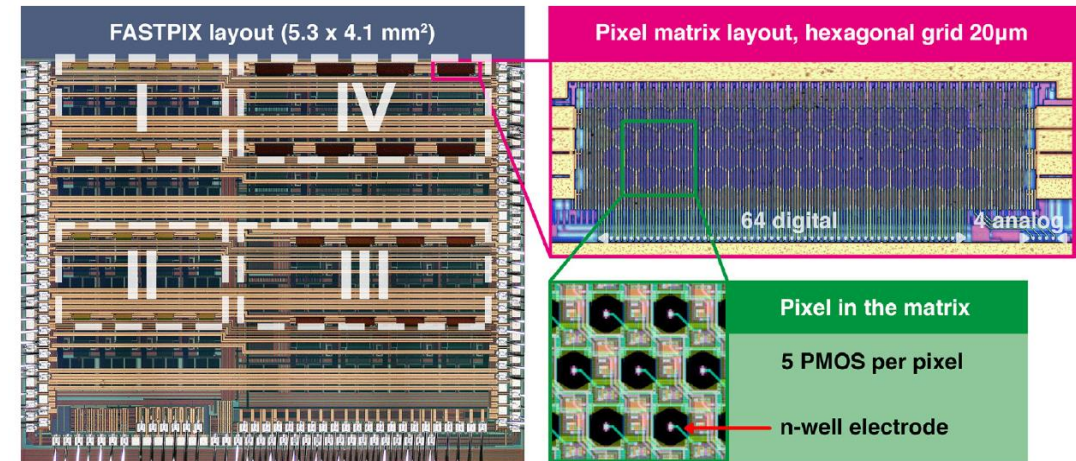 FASTPIX layout (5.3 x 4.1 mm²)
Pixel matrix layout, hexagonal grid 20µm
I
IV
II
III
64 digital
4 analog
Pixel in the matrix
5 PMOS per pixel
n-well electrode